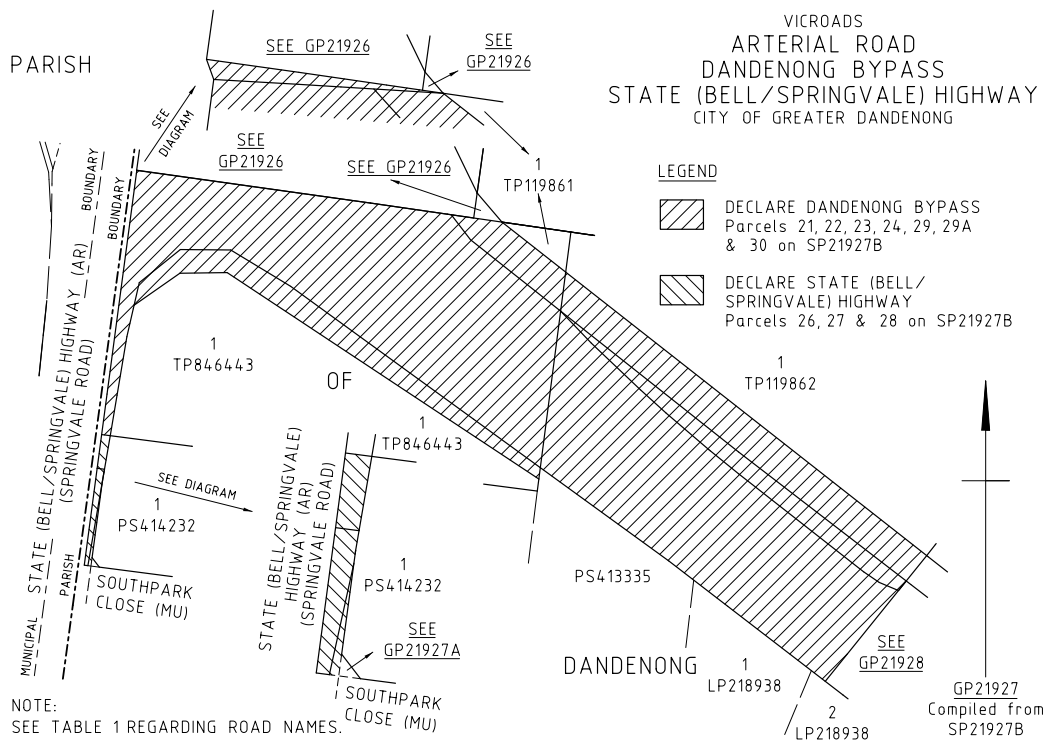 VICROADS
ARTERIAL ROAD
DANDENONG BYPASS
STATE (BELL/SPRINGVALE) HIGHWAY
CITY OF GREATER DANDENONG
LEGEND
DECLARE DANDENONG BYPASS
Parcels 21, 22, 23, 24, 29, 29A
& 30 on SP21927B
DECLARE STATE (BELL/
SPRINGVALE) HIGHWAY
Parcels 26, 27 & 28 on SP21927B
PARISH
SEE GP21926
SEE
GP21926
SEE
DIAGRAM
SEE
GP21926
SEE GP21926
1
TP119861
BOUNDARY
BOUNDARY
MUNICIPAL
PARISH
STATE (BELL/SPRINGVALE) HIGHWAY (AR)
(SPRINGVALE ROAD)
1
TP846443
OF
1
TP846443
1
TP119862
SEE DIAGRAM
1
PS414232
STATE (BELL/SPRINGVALE)
HIGHWAY (AR)
(SPRINGVALE ROAD)
1
PS414232
PS413335
SOUTHPARK
CLOSE (MU)
SEE
GP21927A
SOUTHPARK
CLOSE (MU)
DANDENONG
1
LP218938
SEE
GP21928
2
LP218938
GP21927
Compiled from
SP21927B
NOTE:
SEE TABLE 1 REGARDING ROAD NAMES.